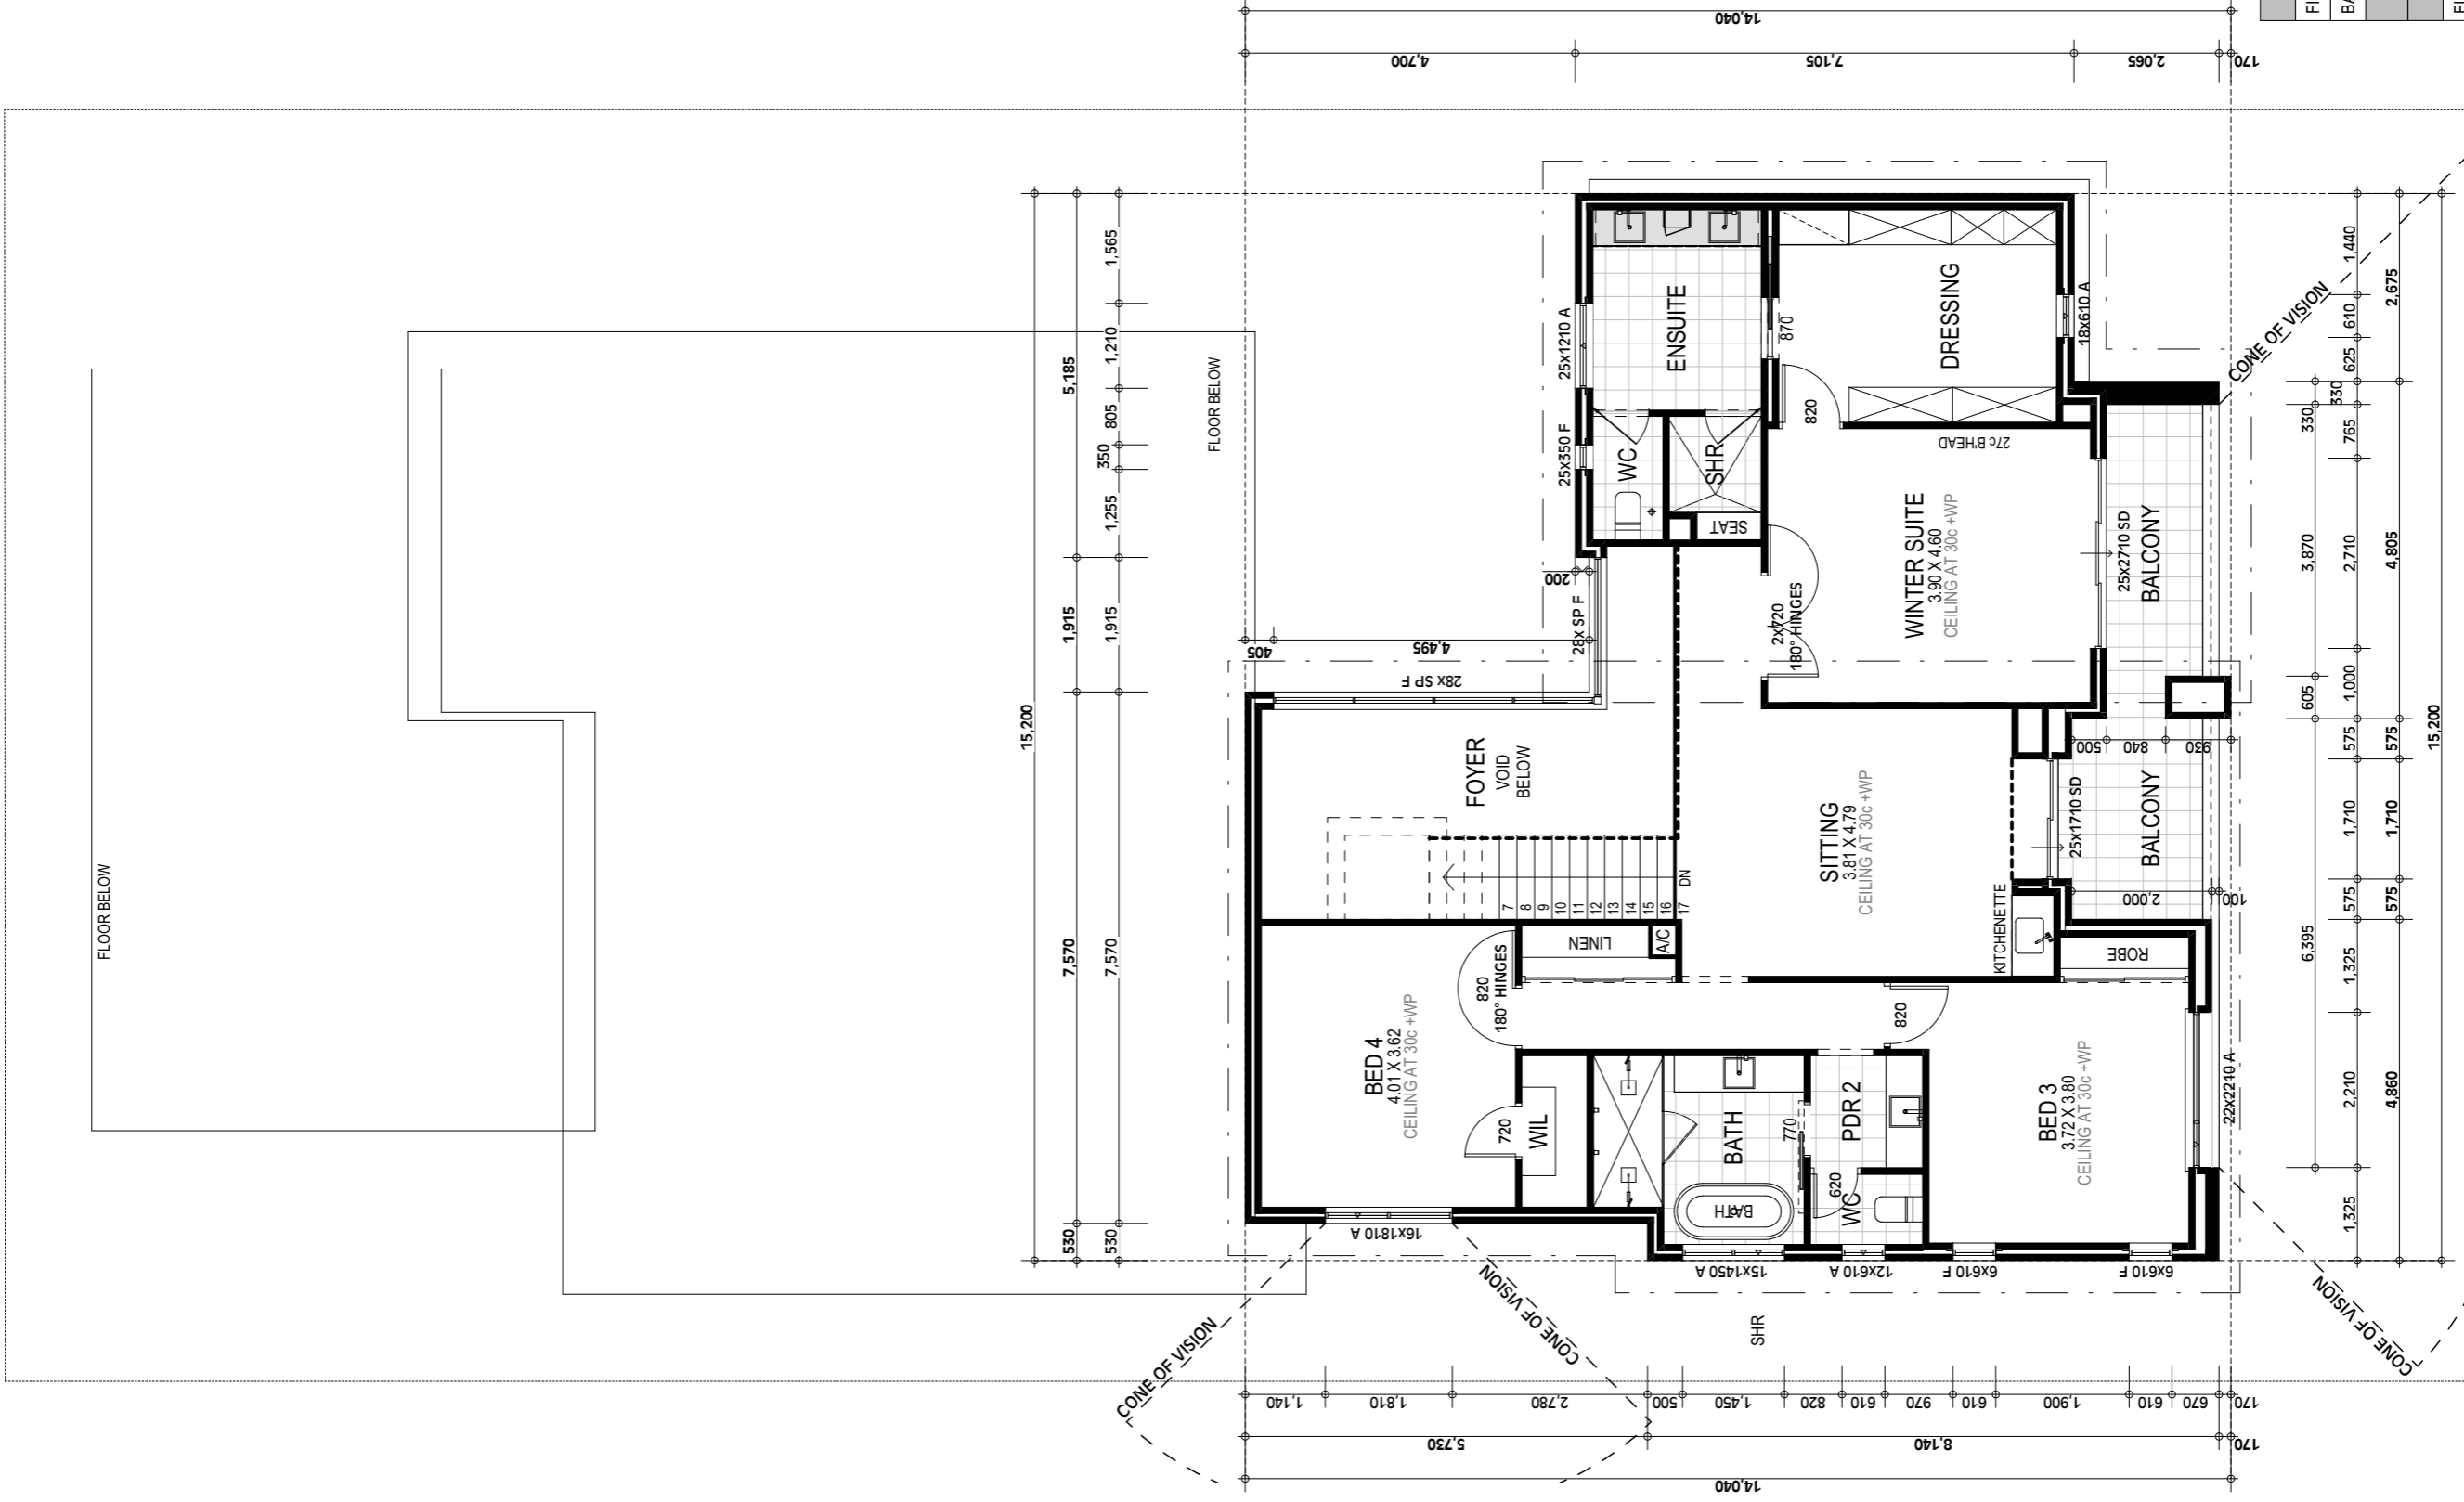 14,040
4,700
7,105
2,065
170
FI
BA
FI
15,200
5,185
1,915
7,570
530
1,565
1,210
805
350
1,255
1,915
7,570
530
FLOOR BELOW
FLOOR BELOW
25x1210 A
25x350 F
ENSUITE
870
820
DRESSING
18x610 A
CONE OF VISION
WC
SHR
SEAT
27c B'HEAD
WINTER SUITE
3.90 X 4.60
CEILING AT 30c +WP
2x720
180° HINGES
25x2710 SD
BALCONY
200
28x SP F
405
4,495
28x SP F
FOYER
VOID
BELOW
7
8
9
10
11
12
13
14
15
16
17
DN
SITTING
3.81 X 4.79
CEILING AT 30c +WP
25x1710 SD
BALCONY
500
840
930
2,000
100
KITCHENETTE
ROBE
LINEN
A/C
820
180° HINGES
BED 4
4.01 X 3.62
CEILING AT 30c +WP
720
WIL
BATH
BATH
770
PDR 2
620
WC
820
BED 3
3.72 X 3.80
CEILING AT 30c +WP
22x2210 A
16x1810 A
15x1450 A
12x610 A
6x610 F
6x610 F
SHR
CONE OF VISION
CONE OF VISION
CONE OF VISION
330
3,870
605
6,395
1,440
610
625
330
765
2,710
1,000
575
1,710
575
1,325
2,210
1,325
2,675
4,805
575
1,710
575
4,860
15,200
1,140
1,810
2,780
500
1,450
820
610
970
610
1,900
610
670
170
5,730
8,140
170
14,040